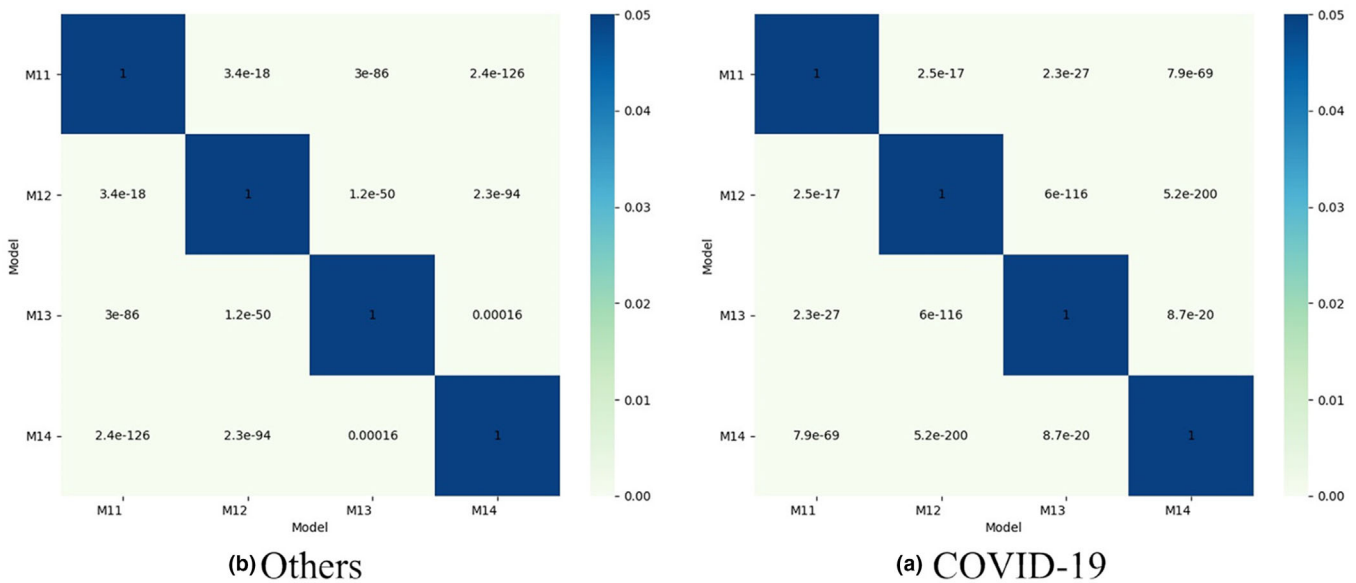 M11 1 3.4e-18 3e-86 2.4e-126
M12 3.4e-18 1 1.2e-50 2.3e-94
M13 3e-86 1.2e-50 1 0.00016
M14 2.4e-126 2.3e-94 0.00016 1
Model
M11 M12 M13 M14
Model
0.05
0.04
0.03
0.02
0.01
0.00
(b) Others
M11 1 2.5e-17 2.3e-27 7.9e-69
M12 2.5e-17 1 6e-116 5.2e-200
M13 2.3e-27 6e-116 1 8.7e-20
M14 7.9e-69 5.2e-200 8.7e-20 1
Model
M11 M12 M13 M14
Model
0.05
0.04
0.03
0.02
0.01
0.00
(a) COVID-19